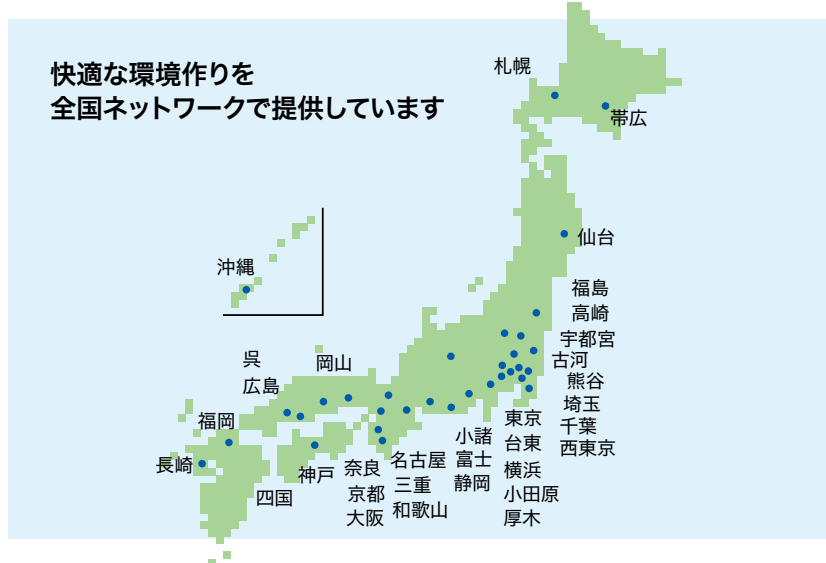 快適な環境作りを
全国ネットワークで提供しています
札幌
帯広
仙台
沖縄
福島
高崎
宇都宮
古河
熊谷
埼玉
千葉
西東京
呉
広島
岡山
福岡
長崎
四国
神戸
奈良
京都
大阪
名古屋
三重
和歌山
小諸
富士
静岡
東京
台東
横浜
小田原
厚木